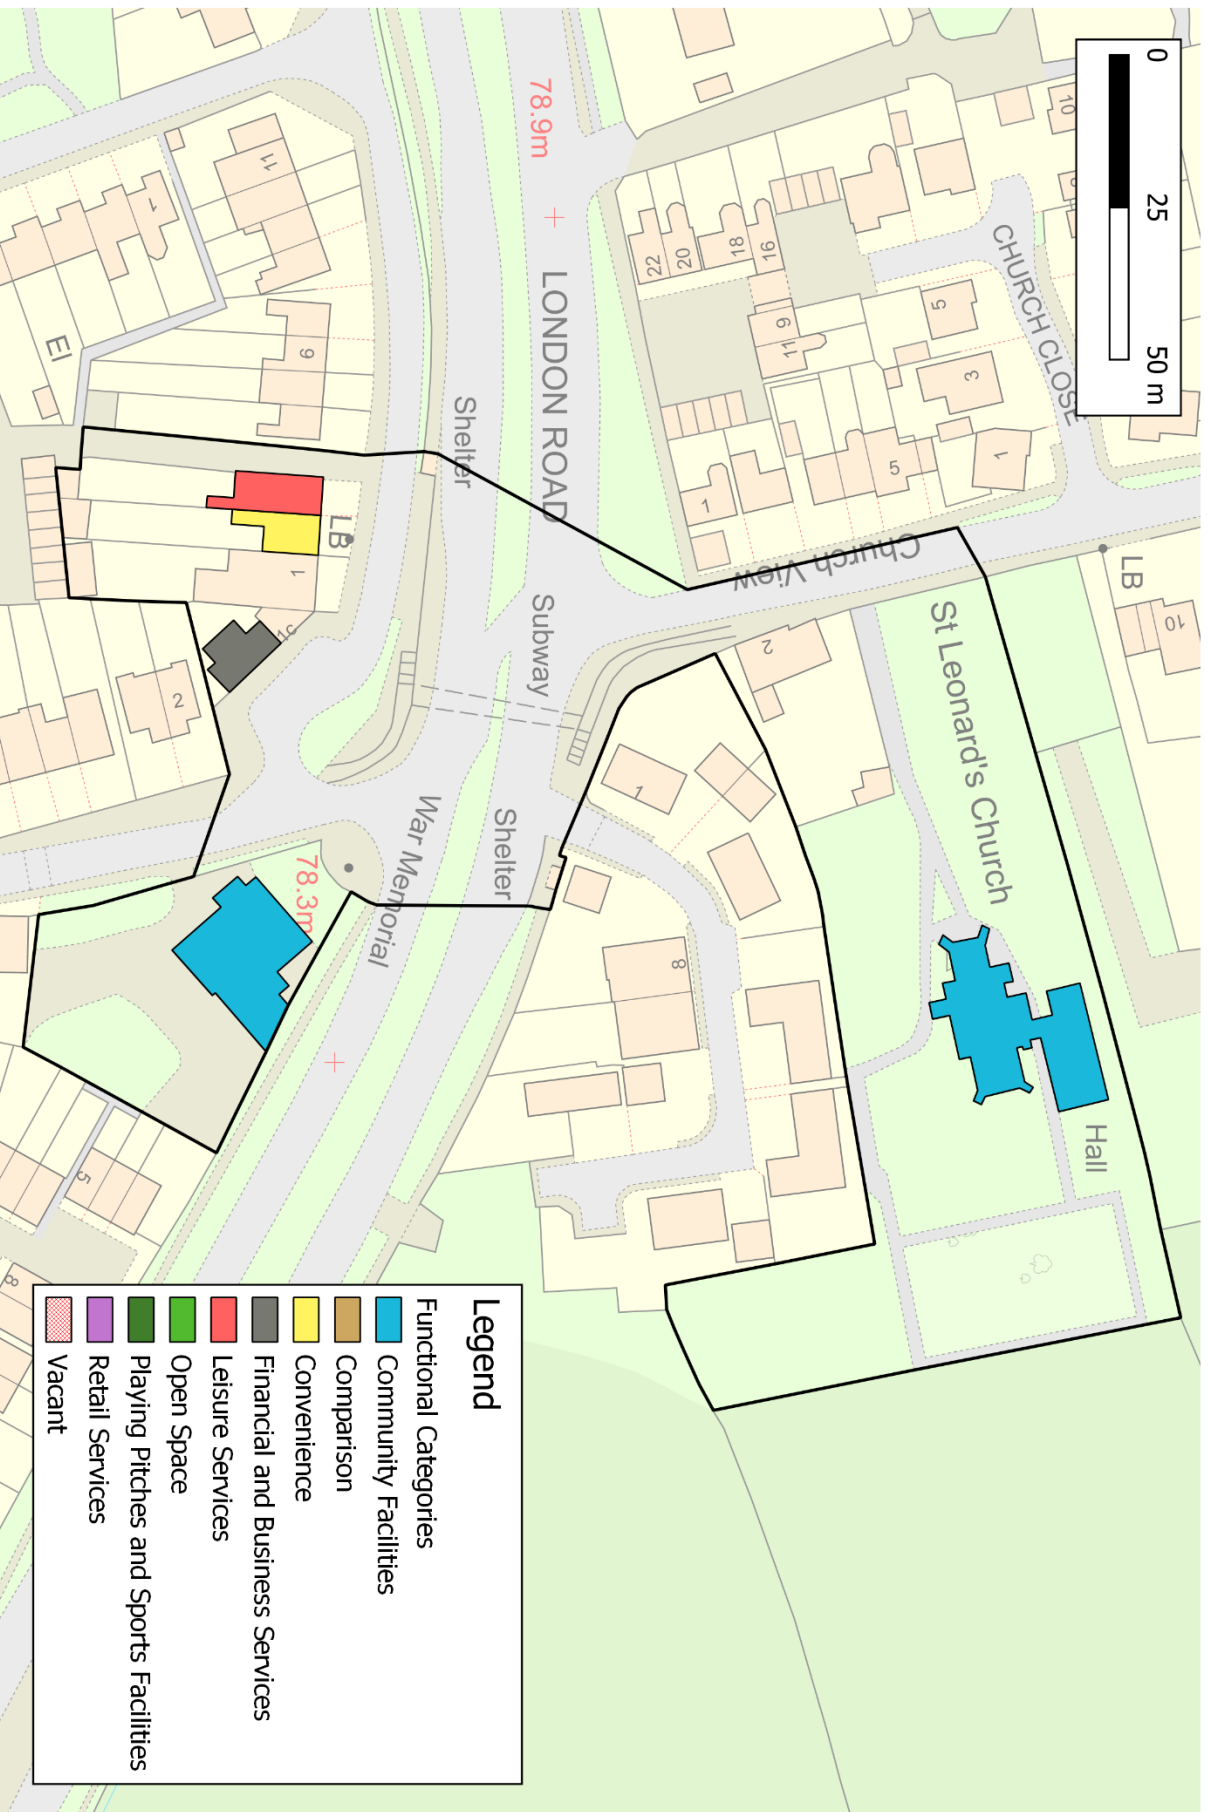 0 25 50 m
10
8
CHURCH CLOSE
5
3
1
5
1
22
20
18
16
9
11
78.9m
LONDON ROAD
Church View
LB
10
St Leonard's Church
Hall
2
Subway
Shelter
Shelter
War Memorial
1
8
78.3m
11
1
El
9
LB
1
1c
2
5
8
Legend
Functional Categories
Community Facilities
Comparison
Convenience
Financial and Business Services
Leisure Services
Open Space
Playing Pitches and Sports Facilities
Retail Services
Vacant